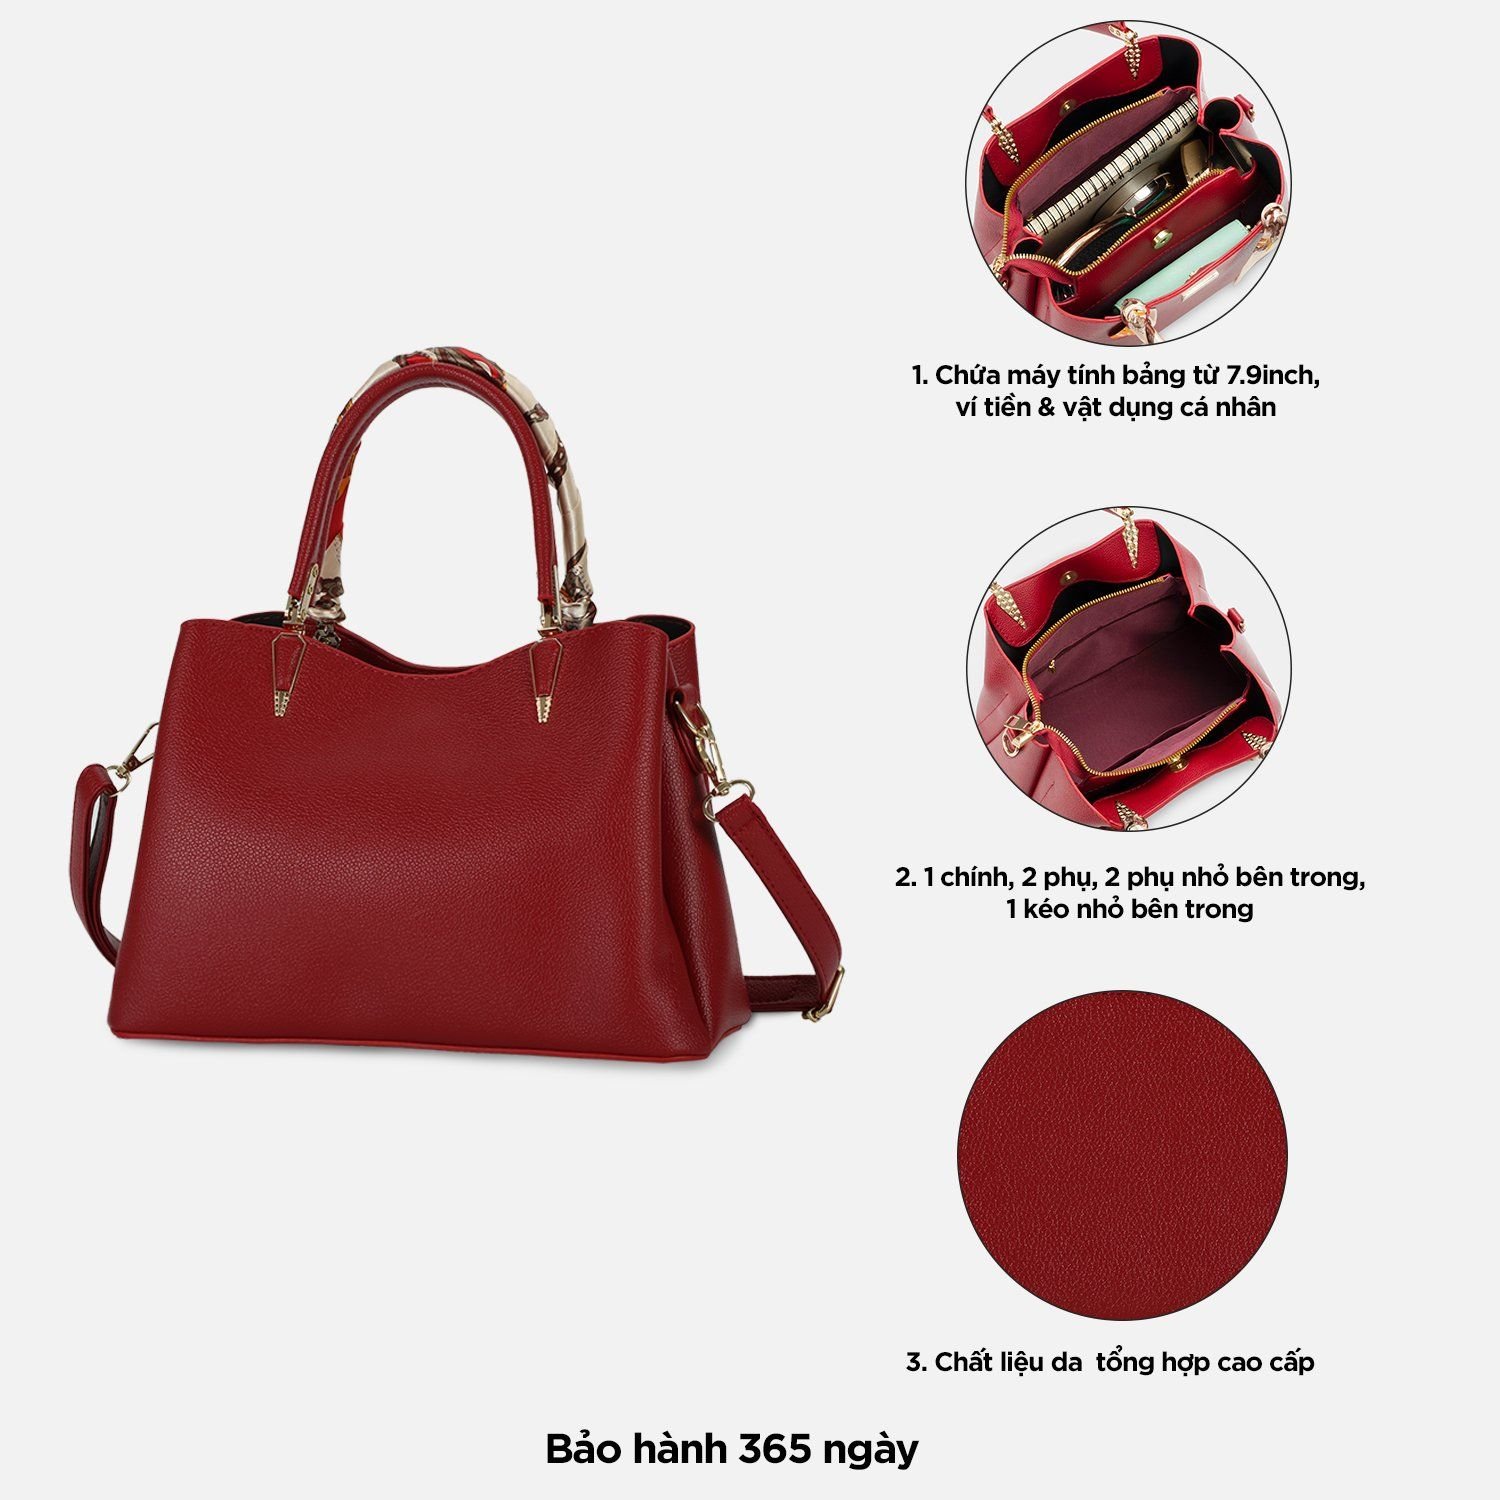 1. Chứa máy tính bảng từ 7.9inch,
ví tiền & vật dụng cá nhân
2. 1 chính, 2 phụ, 2 phụ nhỏ bên trong,
1 kéo nhỏ bên trong
3. Chất liệu da  tổng hợp cao cấp
Bảo hành 365 ngày